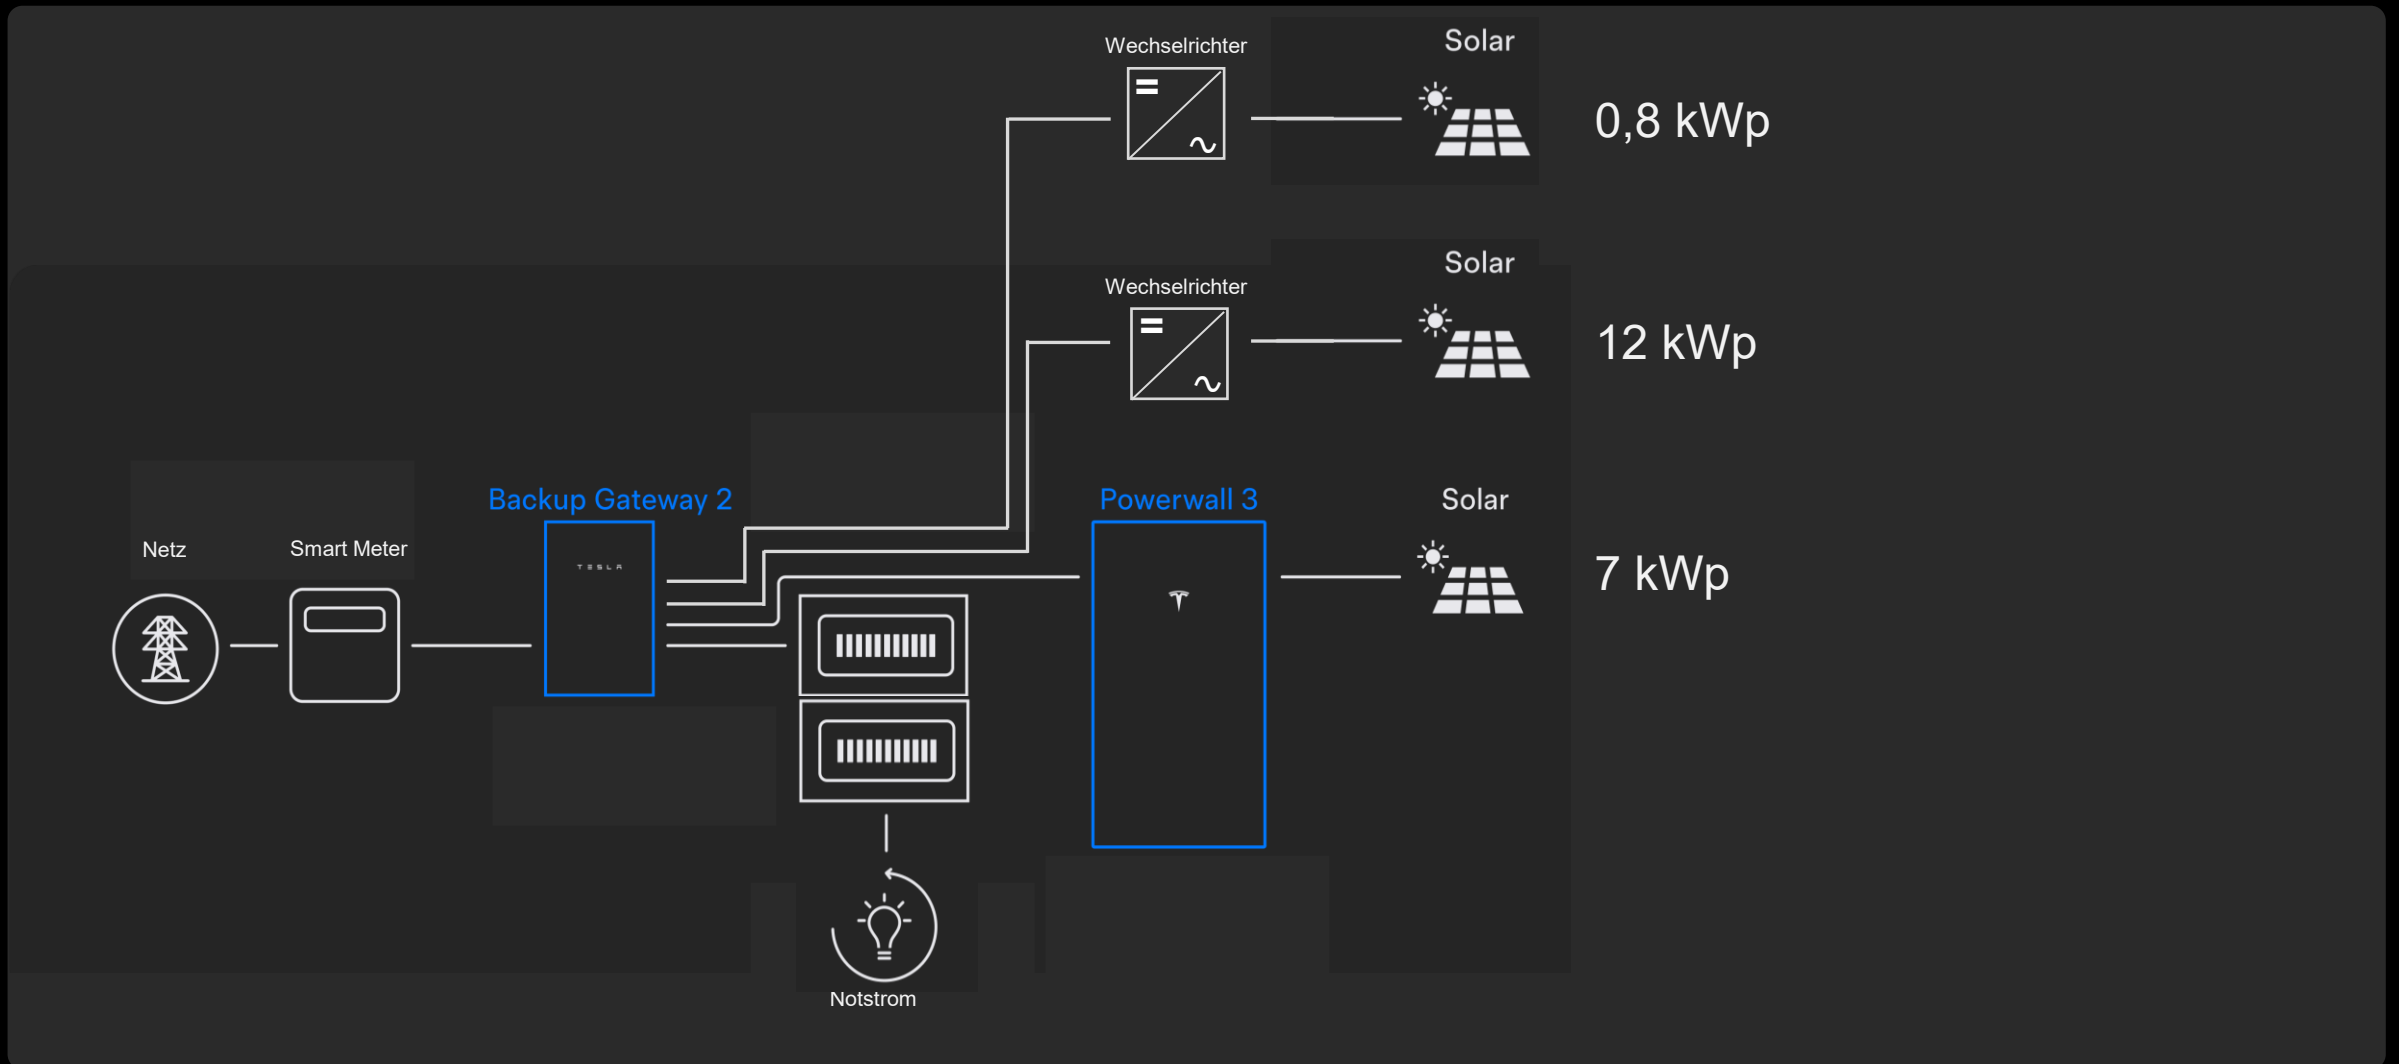 Wechselrichter
Solar
0,8 kWp
Wechselrichter
Solar
12 kWp
Backup Gateway 2
Powerwall 3
Solar
Netz
Smart Meter
TESLA
7 kWp
Notstrom